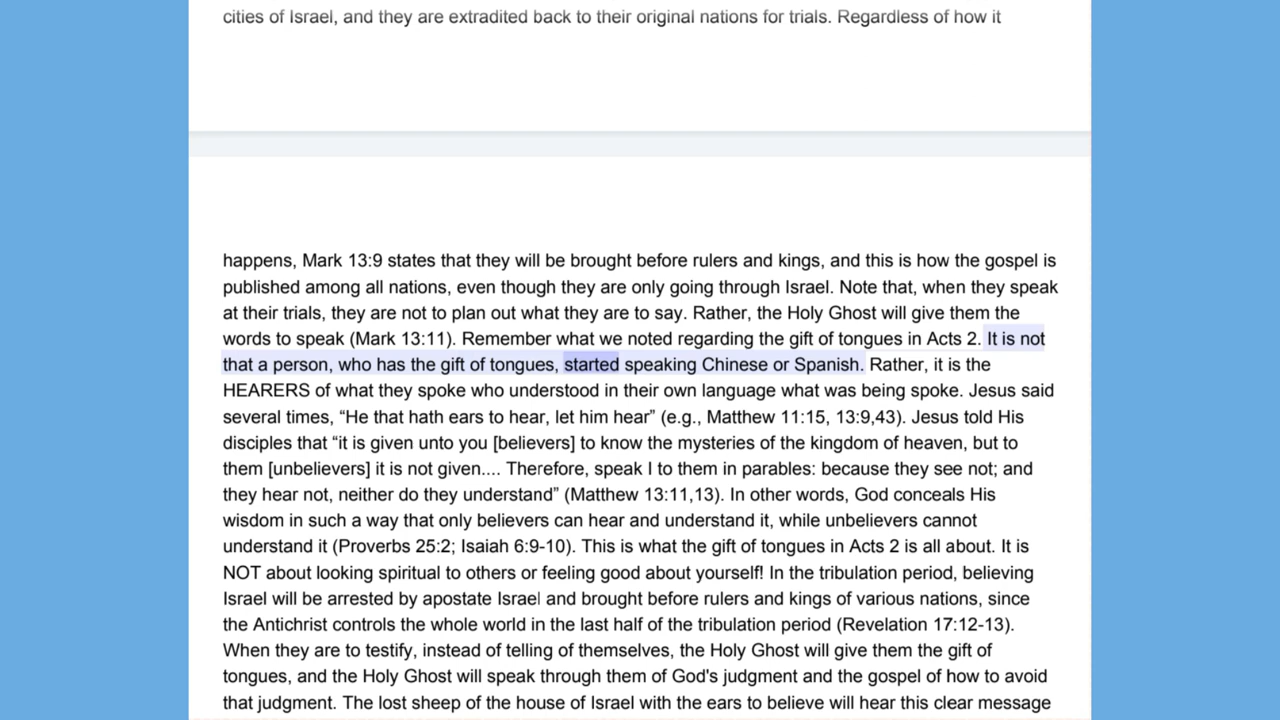 cities of Israel, and they are extradited back to their original nations for trials. Regardless of how it
happens, Mark 13:9 states that they will be brought before rulers and kings, and this is how the gospel is
published among all nations, even though they are only going through Israel. Note that, when they speak
at their trials, they are not to plan out what they are to say. Rather, the Holy Ghost will give them the
words to speak (Mark 13:11). Remember what we noted regarding the gift of tongues in Acts 2. It is not
that a person, who has the gift of tongues, started speaking Chinese or Spanish. Rather, it is the
HEARERS of what they spoke who understood in their own language what was being spoke. Jesus said
several times, “He that hath ears to hear, let him hear” (e.g., Matthew 11:15, 13:9,43). Jesus told His
disciples that “it is given unto you [believers] to know the mysteries of the kingdom of heaven, but to
them [unbelievers] it is not given.... Therefore, speak I to them in parables: because they see not; and
they hear not, neither do they understand” (Matthew 13:11,13). In other words, God conceals His
wisdom in such a way that only believers can hear and understand it, while unbelievers cannot
understand it (Proverbs 25:2; Isaiah 6:9-10). This is what the gift of tongues in Acts 2 is all about. It is
NOT about looking spiritual to others or feeling good about yourself! In the tribulation period, believing
Israel will be arrested by apostate Israel and brought before rulers and kings of various nations, since
the Antichrist controls the whole world in the last half of the tribulation period (Revelation 17:12-13).
When they are to testify, instead of telling of themselves, the Holy Ghost will give them the gift of
tongues, and the Holy Ghost will speak through them of God's judgment and the gospel of how to avoid
that judgment. The lost sheep of the house of Israel with the ears to believe will hear this clear message